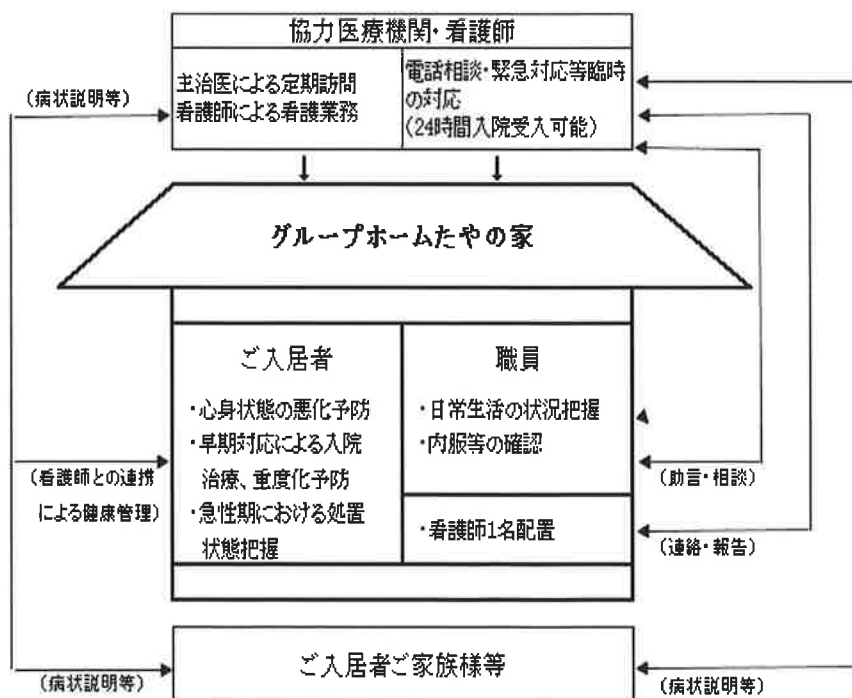 協力医療機関・看護師
主治医による定期訪問
看護師による看護業務
電話相談・緊急対応等臨時
の対応
(24時間入院受入可能)
(病状説明等)
グループホームたやの家
ご入居者
・心身状態の悪化予防
・早期対応による入院
治療、重度化予防
・急性期における処置
状態把握
職員
・日常生活の状況把握
・内服等の確認
・看護師1名配置
(看護師との連携
による健康管理)
(助言・相談)
(連絡・報告)
ご入居者ご家族様等
(病状説明等)
(病状説明等)